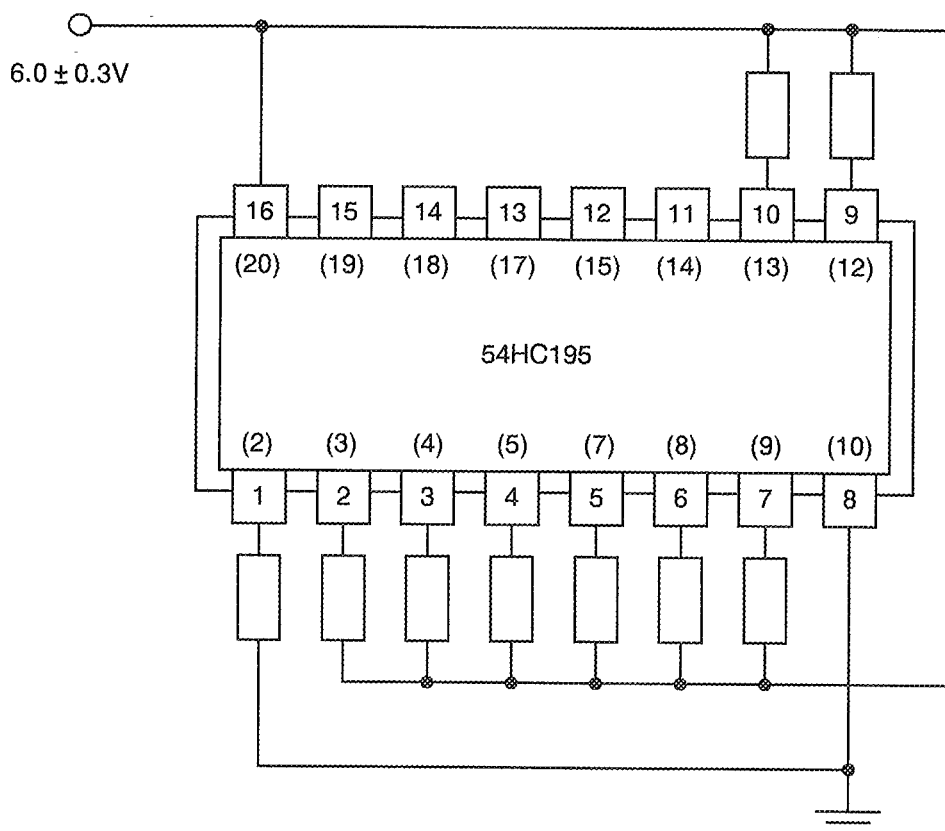 6.0 ± 0.3V
16 15 14 13 12 11 10 9
(20) (19) (18) (17) (15) (14) (13) (12)
54HC195
(2) (3) (4) (5) (7) (8) (9) (10)
1 2 3 4 5 6 7 8